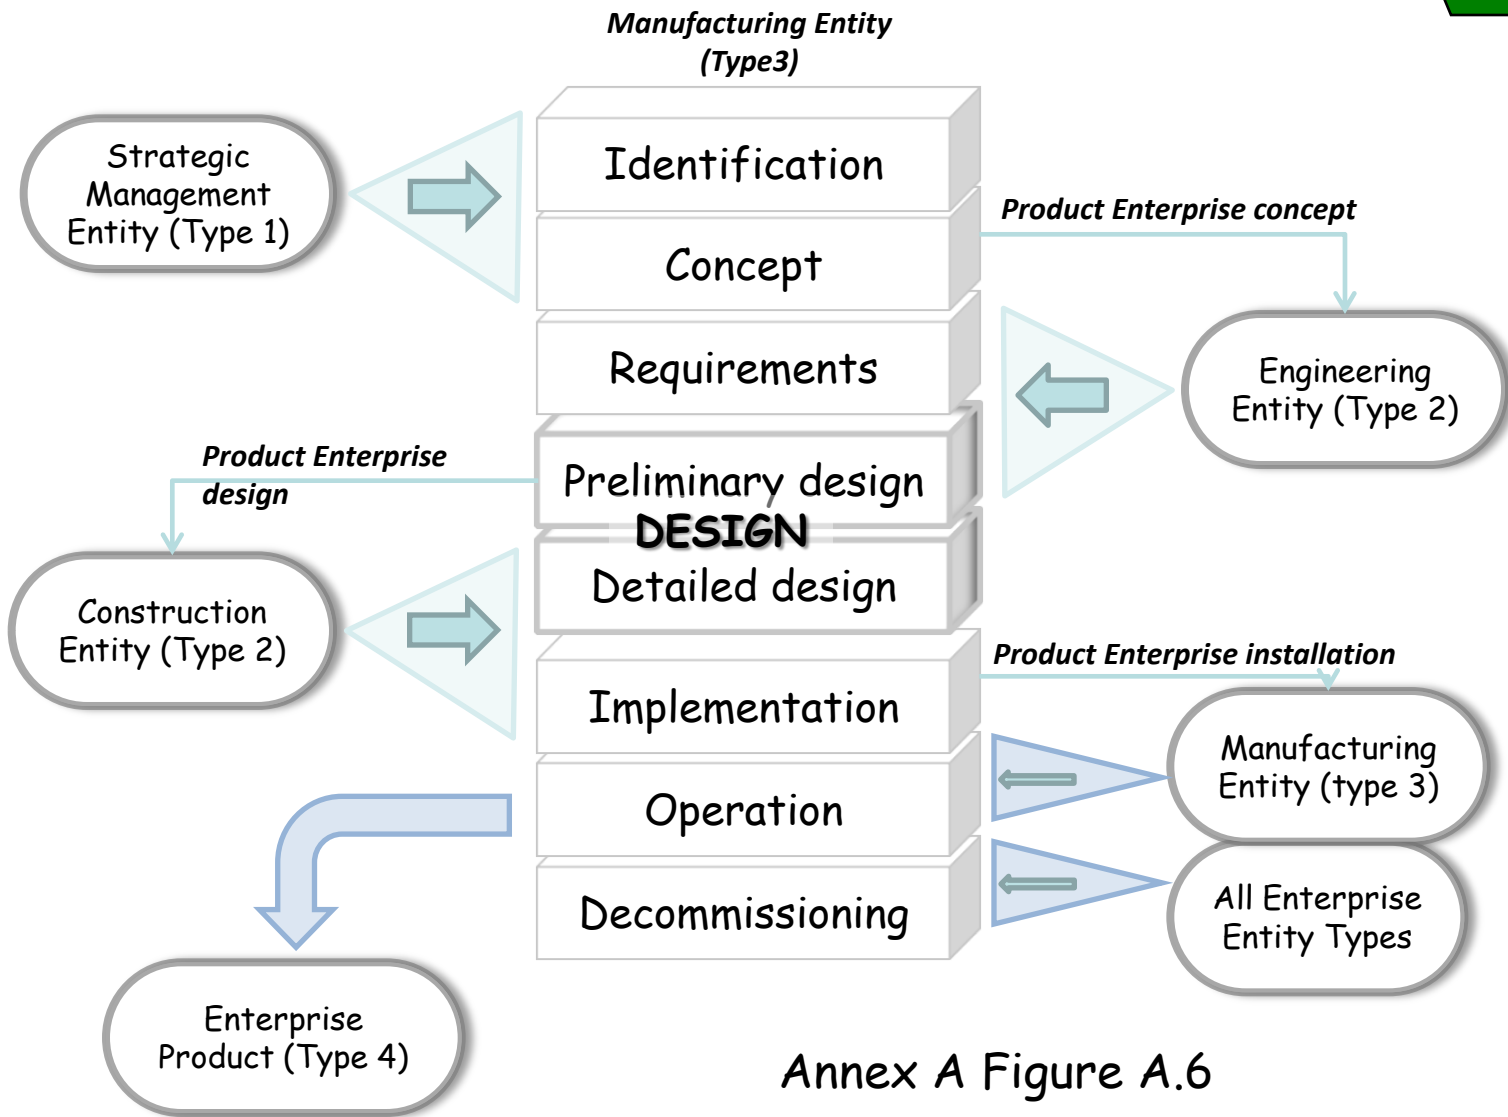 Manufacturing Entity
(Type3)
Strategic
Management
Entity (Type 1)
Identification
Product Enterprise concept
Concept
Requirements
Engineering
Entity (Type 2)
Product Enterprise
design
Preliminary design
DESIGN
Detailed design
Construction
Entity (Type 2)
Product Enterprise installation
Implementation
Manufacturing
Entity (type 3)
Operation
Decommissioning
All Enterprise
Entity Types
Enterprise
Product (Type 4)
Annex A Figure A.6